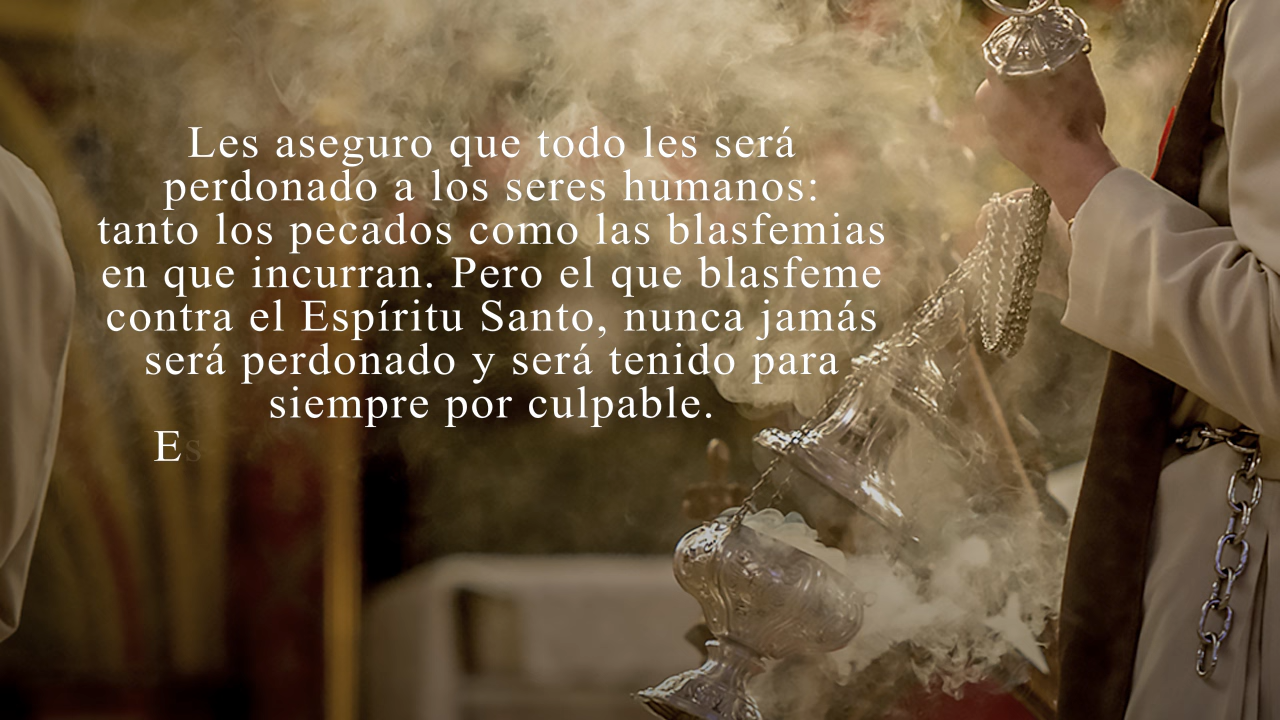 Les aseguro que todo les será
perdonado a los seres humanos:
tanto los pecados como las blasfemias
en que incurran. Pero el que blasfeme
contra el Espíritu Santo, nunca jamás
será perdonado y será tenido para
siempre por culpable.
Es